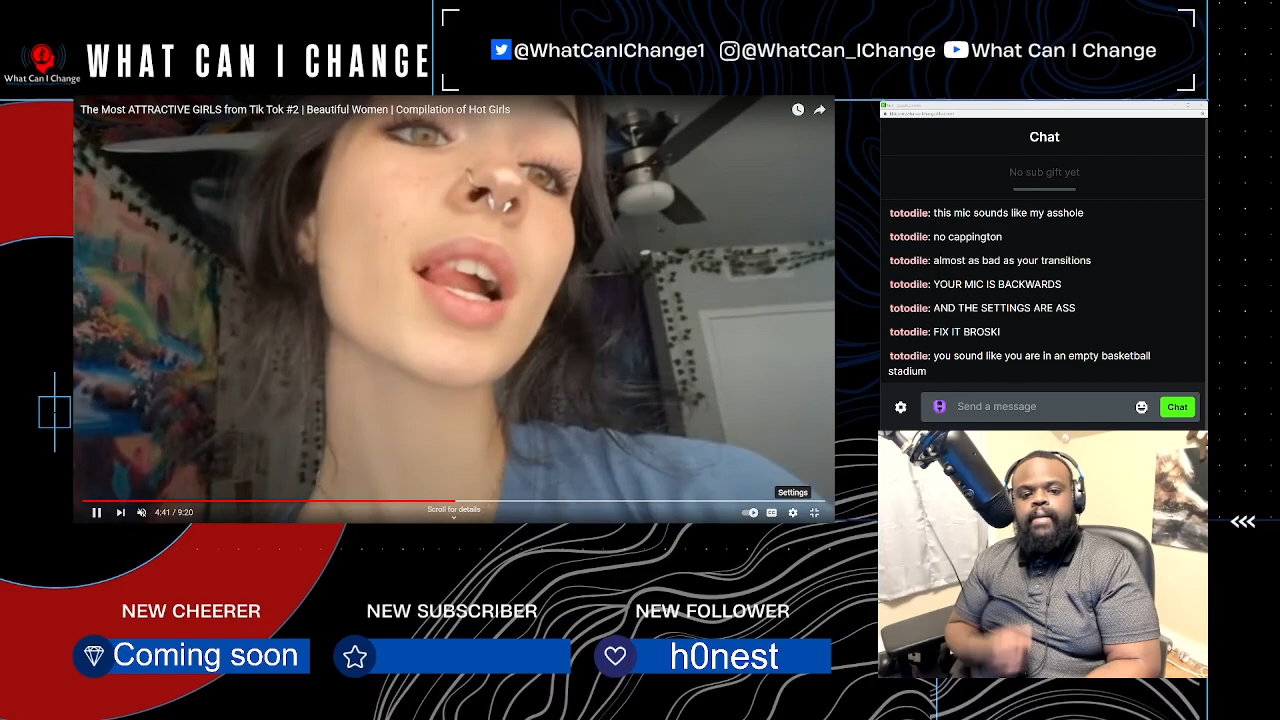 What Can I Change
WHAT CAN I CHANGE
@WhatCanIChange1
@WhatCan_IChange
What Can I Change
The Most ATTRACTIVE GIRLS from Tik Tok #2 | Beautiful Women | Compilation of Hot Girls
Chat
No sub gift yet
totodile: this mic sounds like my asshole
totodile: no cappington
totodile: almost as bad as your transitions
totodile: YOUR MIC IS BACKWARDS
totodile: AND THE SETTINGS ARE ASS
totodile: FIX IT BROSKI
totodile: you sound like you are in an empty basketball
stadium
Send a message
Chat
Settings
4:41 / 9:20
Scroll for details
NEW CHEERER
NEW SUBSCRIBER
NEW FOLLOWER
Coming soon
h0nest